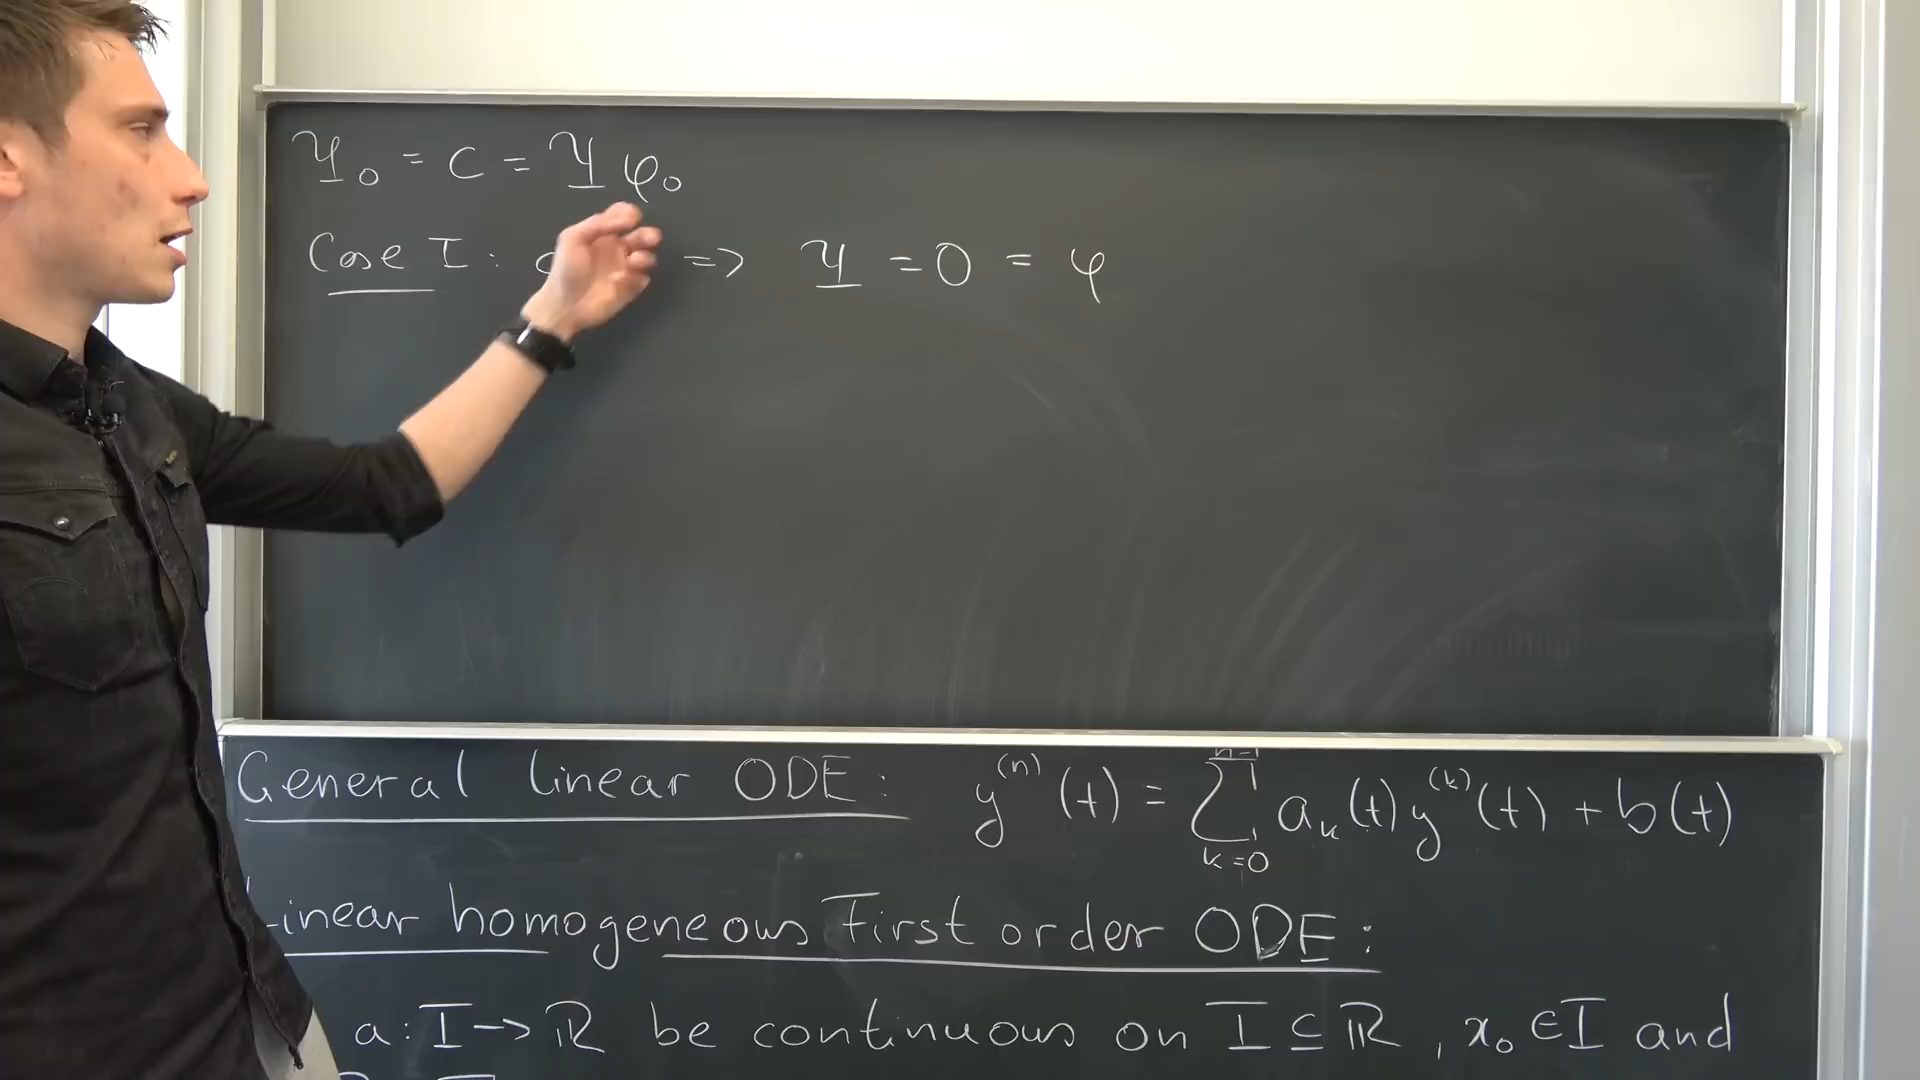 Y₀ = c = Y φ₀
Case I: ⇒ Y = 0 = φ
General linear ODE: y⁽ⁿ⁾(t) = ∑_{k=0}^{n-1} aₖ(t) y⁽ᵏ⁾(t) + b(t)
Linear homogeneous First order ODE:
a: I → ℝ be continuous on I ⊆ ℝ, x₀ ∈ I and